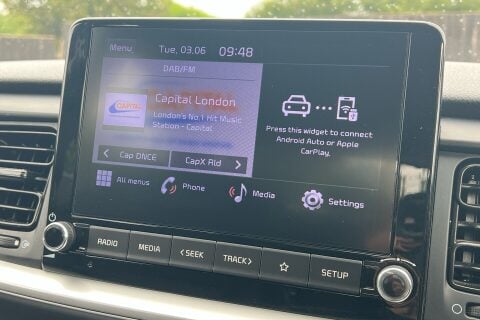 Menu Tue, 03.06 09:48
DAB/FM
CAPITAL
Capital London
London's No.1 Hit Music
Station - Capital
Cap DNCE CapX Rld
Press this widget to connect
Android Auto or Apple
CarPlay.
All menus Phone Media Settings
RADIO MEDIA < SEEK TRACK > ☆ SETUP